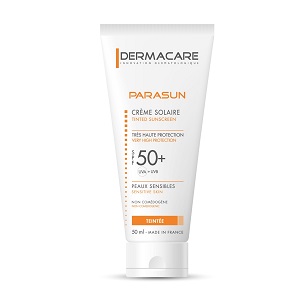 DERMACARE
INNOVATION DERMATOLOGIQUE
PARASUN
CRÈME SOLAIRE
TINTED SUNSCREEN
TRÈS HAUTE PROTECTION
VERY HIGH PROTECTION
SPF 50+
UVA + UVB
PEAUX SENSIBLES
SENSITIVE SKIN
NON COMÉDOGÈNE
NON COMEDOGENIC
TEINTÉE
50 ml - MADE IN FRANCE